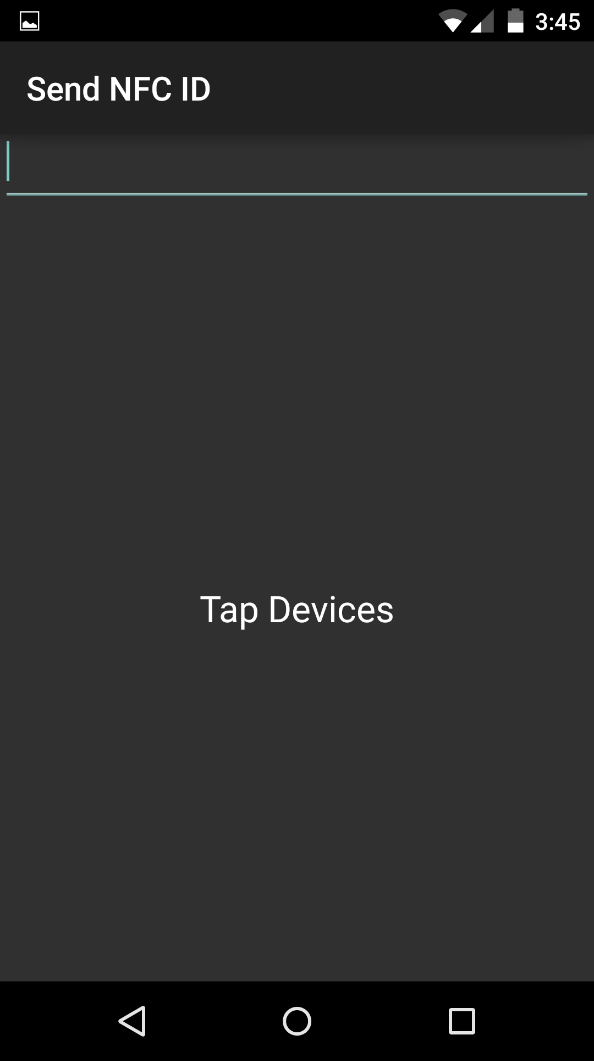 3:45
Send NFC ID
Tap Devices